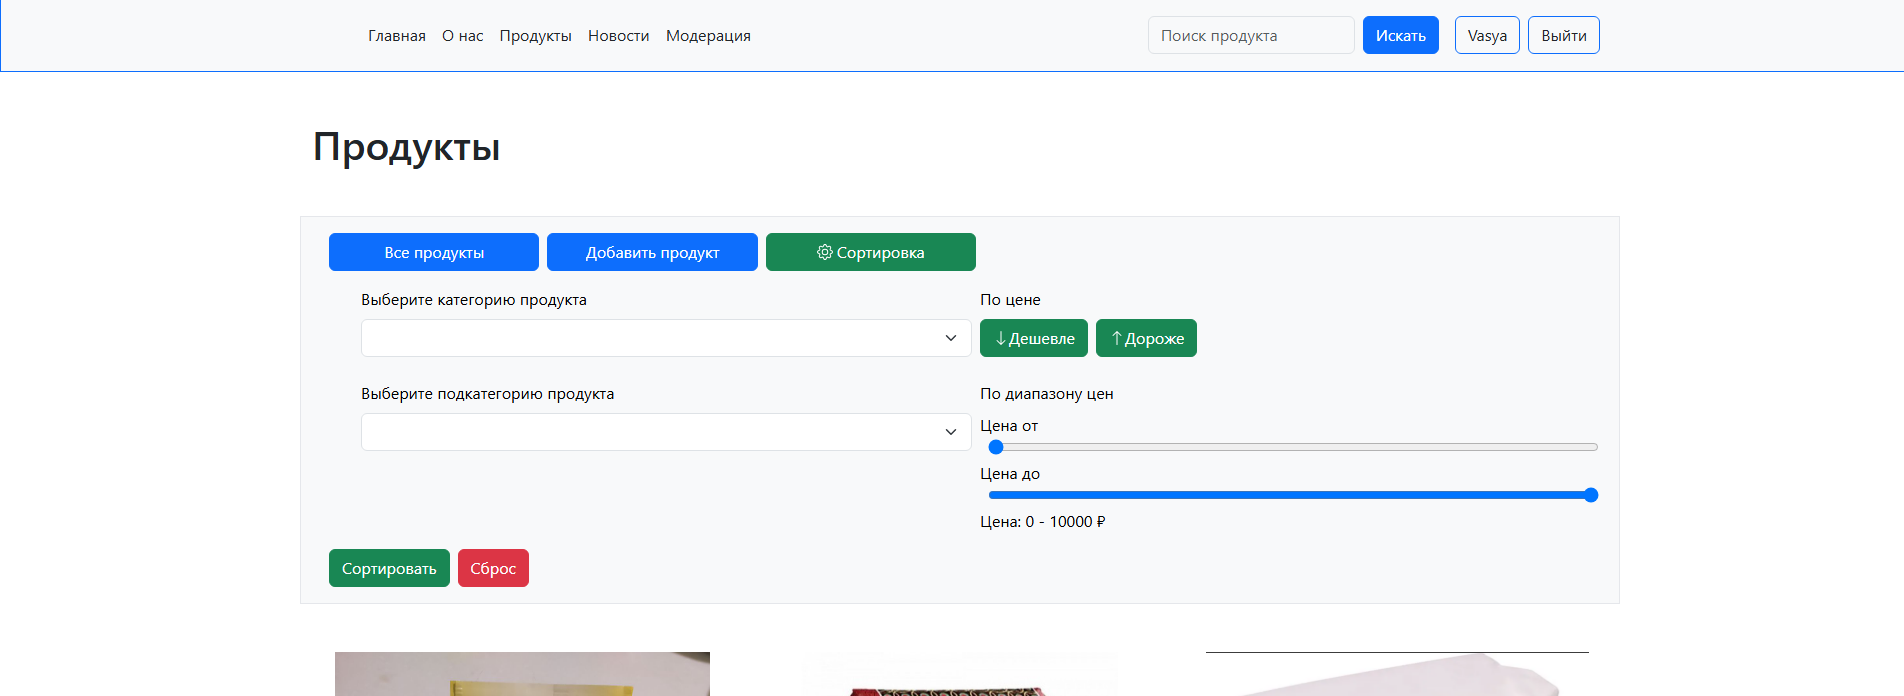 Главная О нас Продукты Новости Модерация Поиск продукта Искать Vasya Выйти
Продукты
Все продукты Добавить продукт Сортировка
Выберите категорию продукта По цене
↓Дешевле ↑Дороже
Выберите подкатегорию продукта По диапазону цен
Цена от
Цена до
Цена: 0 - 10000 ₽
Сортировать Сброс